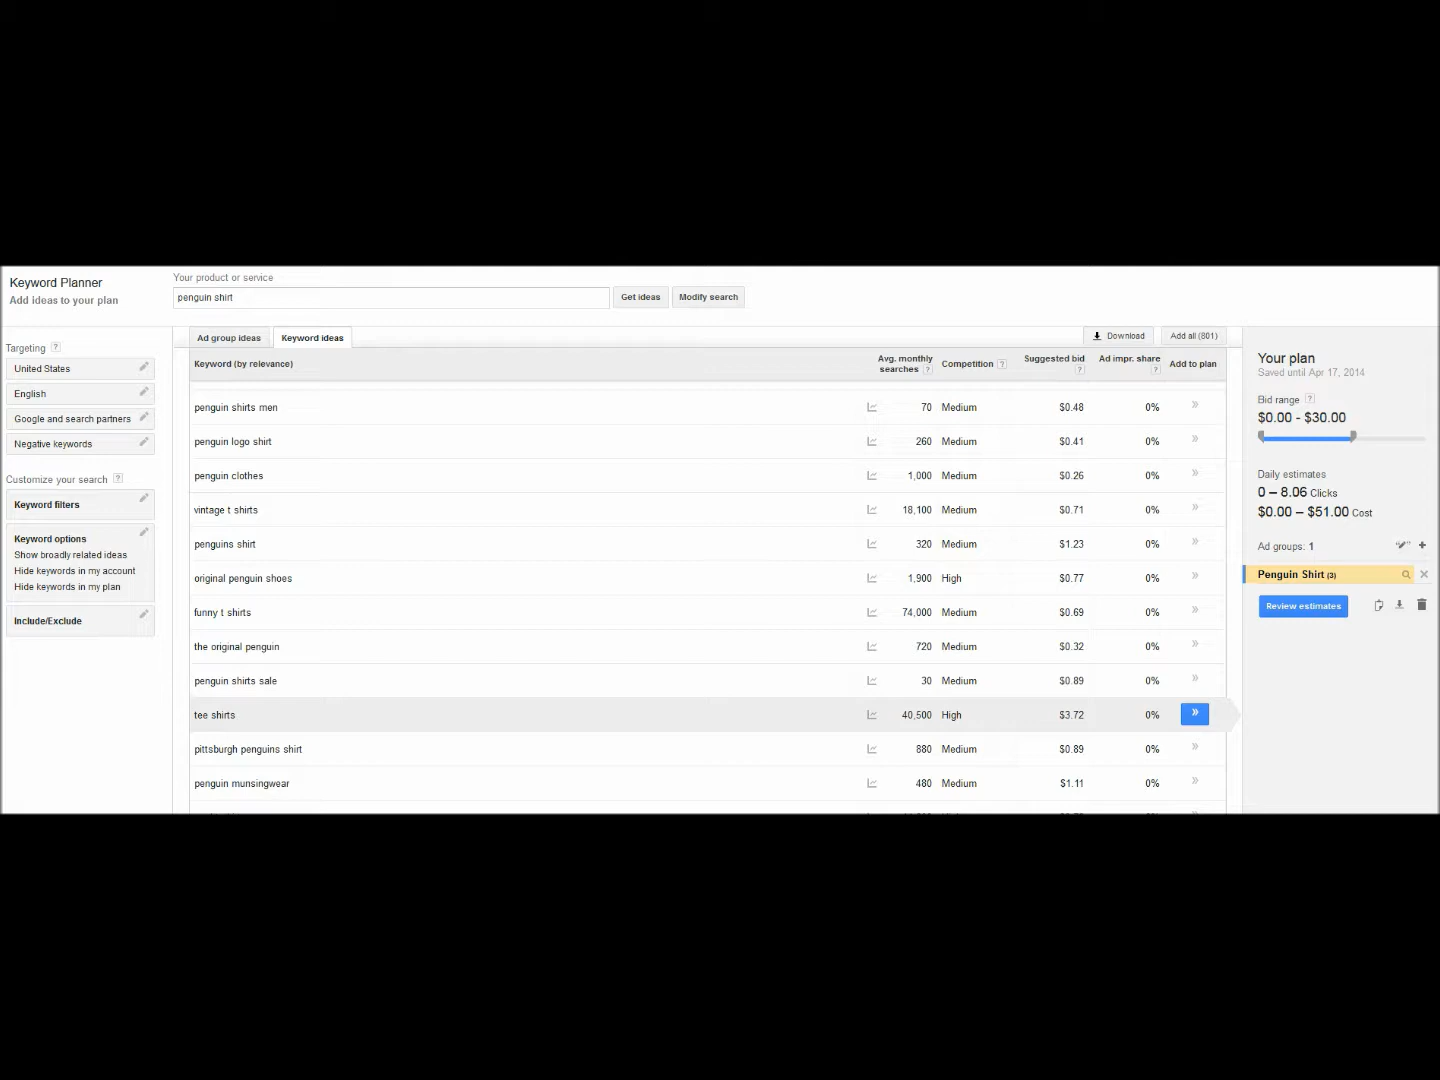 Keyword Planner
Add ideas to your plan
Your product or service
penguin shirt
Get ideas
Modify search
Targeting ?
United States
English
Google and search partners
Negative keywords
Customize your search ?
Keyword filters
Keyword options
Show broadly related ideas
Hide keywords in my account
Hide keywords in my plan
Include/Exclude
Ad group ideas
Keyword ideas
Download
Add all (801)
Keyword (by relevance) Avg. monthly searches ? Competition ? Suggested bid ? Ad impr. share ? Add to plan
penguin shirts men 70 Medium $0.48 0% »
penguin logo shirt 260 Medium $0.41 0% »
penguin clothes 1,000 Medium $0.26 0% »
vintage t shirts 18,100 Medium $0.71 0% »
penguins shirt 320 Medium $1.23 0% »
original penguin shoes 1,900 High $0.77 0% »
funny t shirts 74,000 Medium $0.69 0% »
the original penguin 720 Medium $0.32 0% »
penguin shirts sale 30 Medium $0.89 0% »
tee shirts 40,500 High $3.72 0% »
pittsburgh penguins shirt 880 Medium $0.89 0% »
penguin munsingwear 480 Medium $1.11 0% »
Your plan
Saved until Apr 17, 2014
Bid range ?
$0.00 - $30.00
Daily estimates
0 – 8.06 Clicks
$0.00 – $51.00 Cost
Ad groups: 1
Penguin Shirt (3)
Review estimates